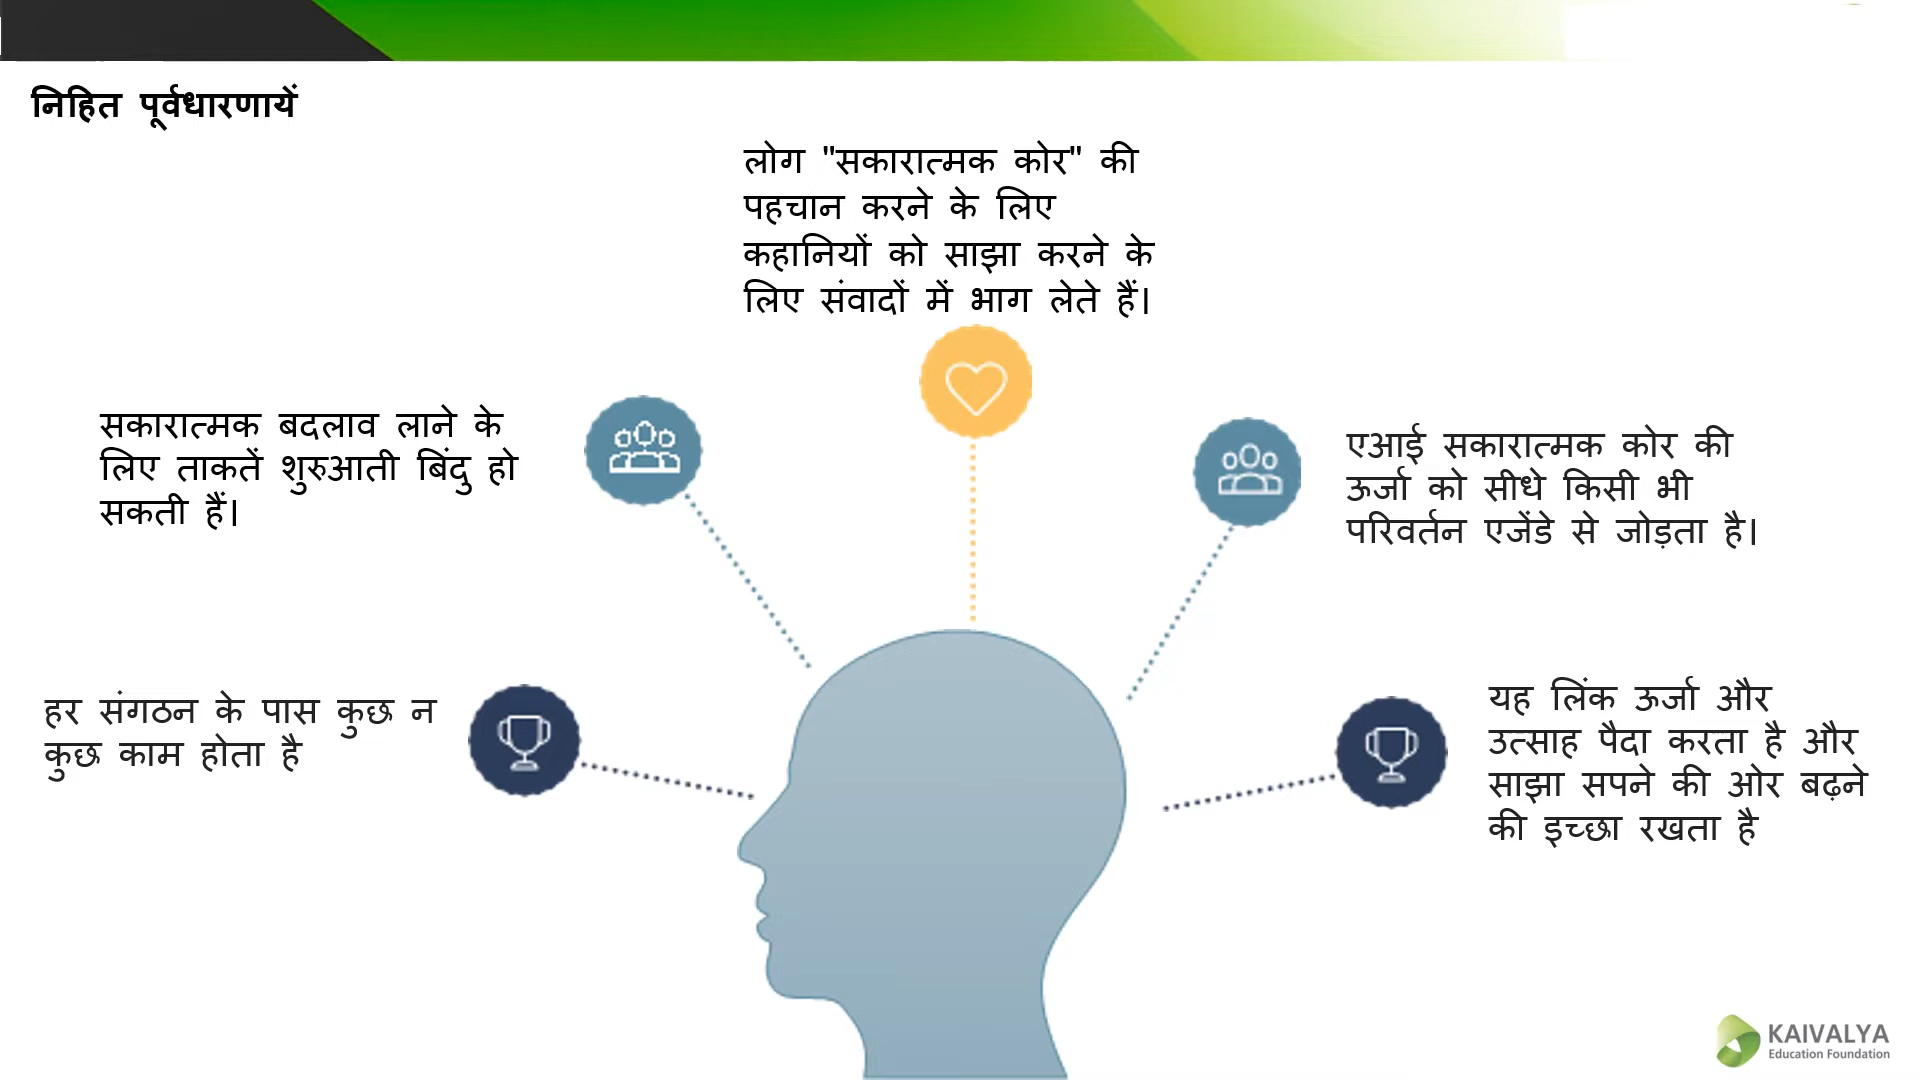 निहित पूर्वधारणायें
लोग "सकारात्मक कोर" की
पहचान करने के लिए
कहानियों को साझा करने के
लिए संवादों में भाग लेते हैं।
सकारात्मक बदलाव लाने के
लिए ताकतें शुरुआती बिंदु हो
सकती हैं।
एआई सकारात्मक कोर की
ऊर्जा को सीधे किसी भी
परिवर्तन एजेंडे से जोड़ता है।
हर संगठन के पास कुछ न
कुछ काम होता है
यह लिंक ऊर्जा और
उत्साह पैदा करता है और
साझा सपने की ओर बढ़ने
की इच्छा रखता है
KAIVALYA
Education Foundation